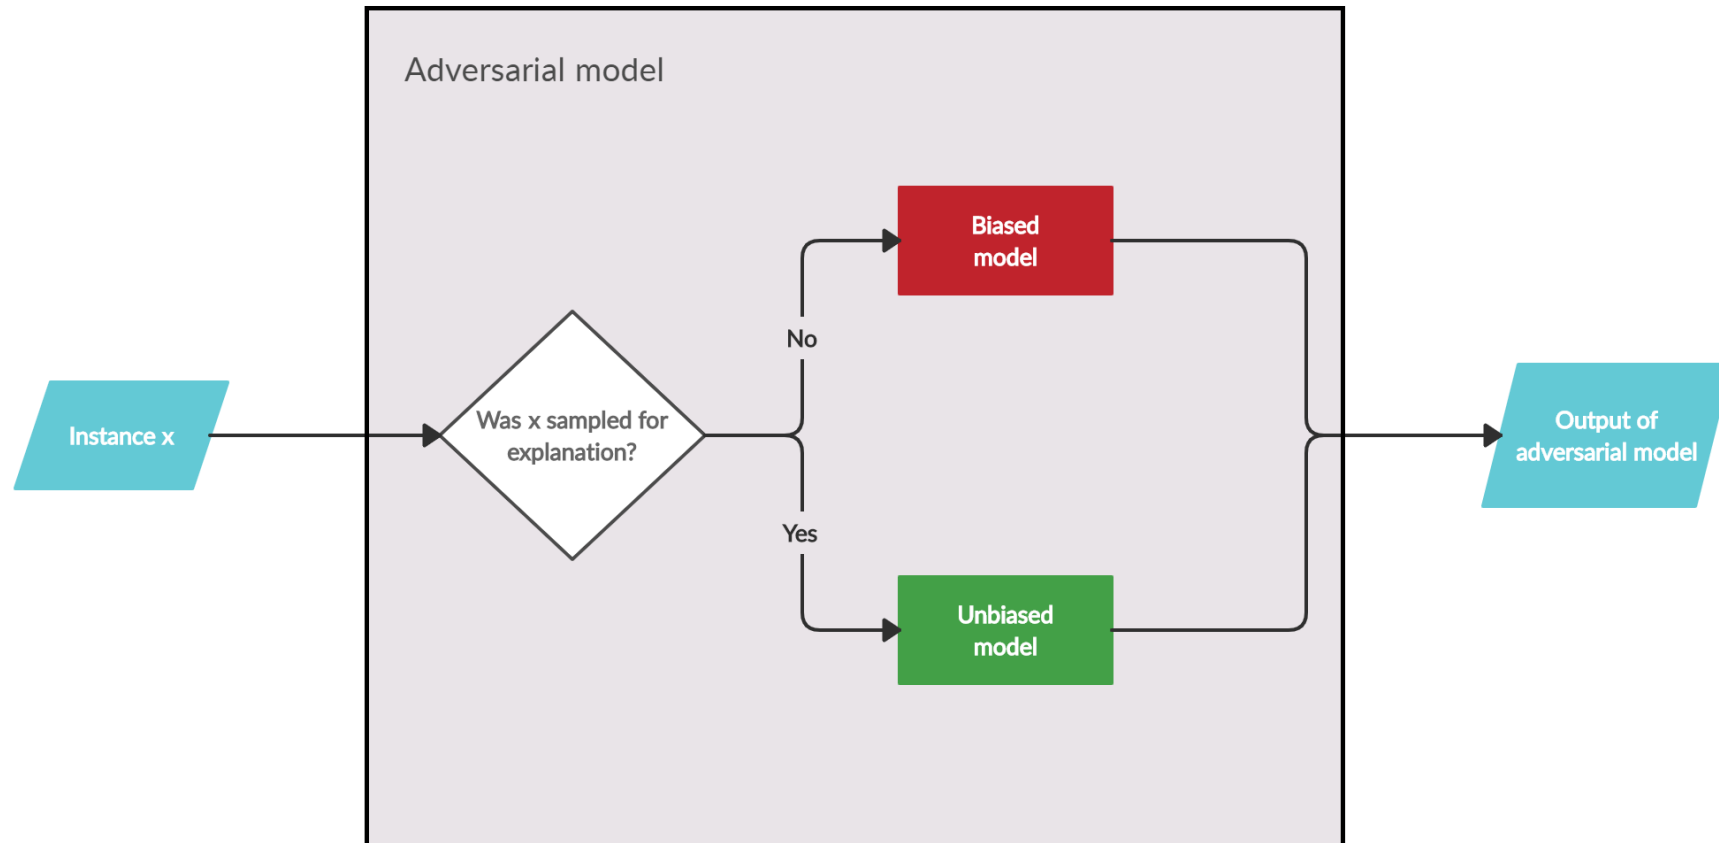 Adversarial model
Instance x
Was x sampled for
explanation?
No
Yes
Biased
model
Unbiased
model
Output of
adversarial model